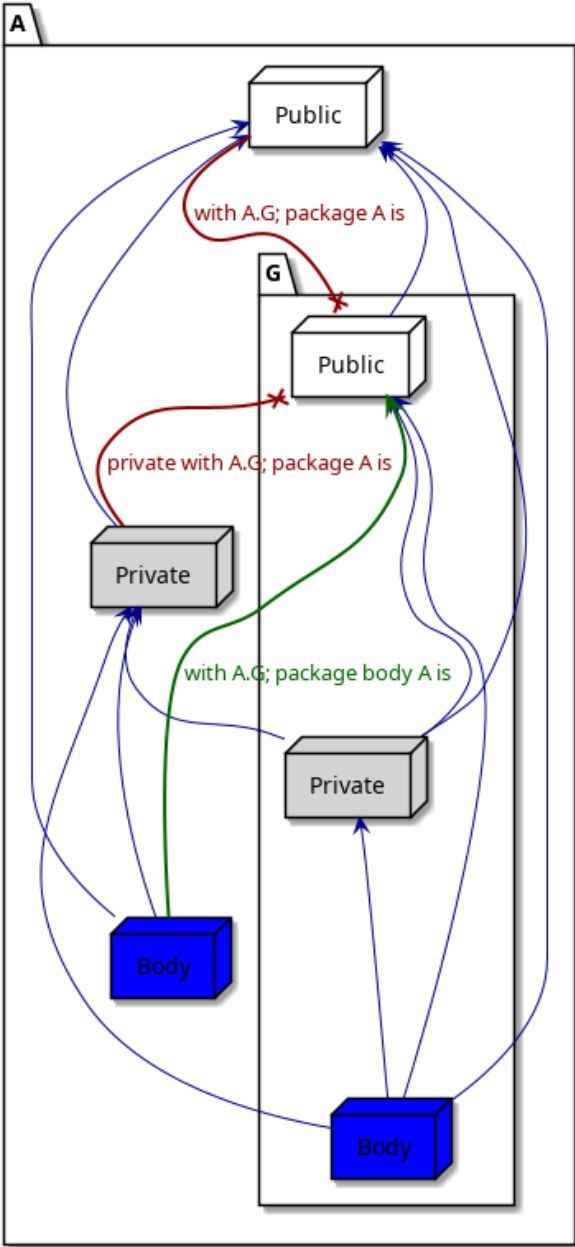 A
Public
with A.G; package A is
G
Public
private with A.G; package A is
Private
with A.G; package body A is
Private
Body
Body